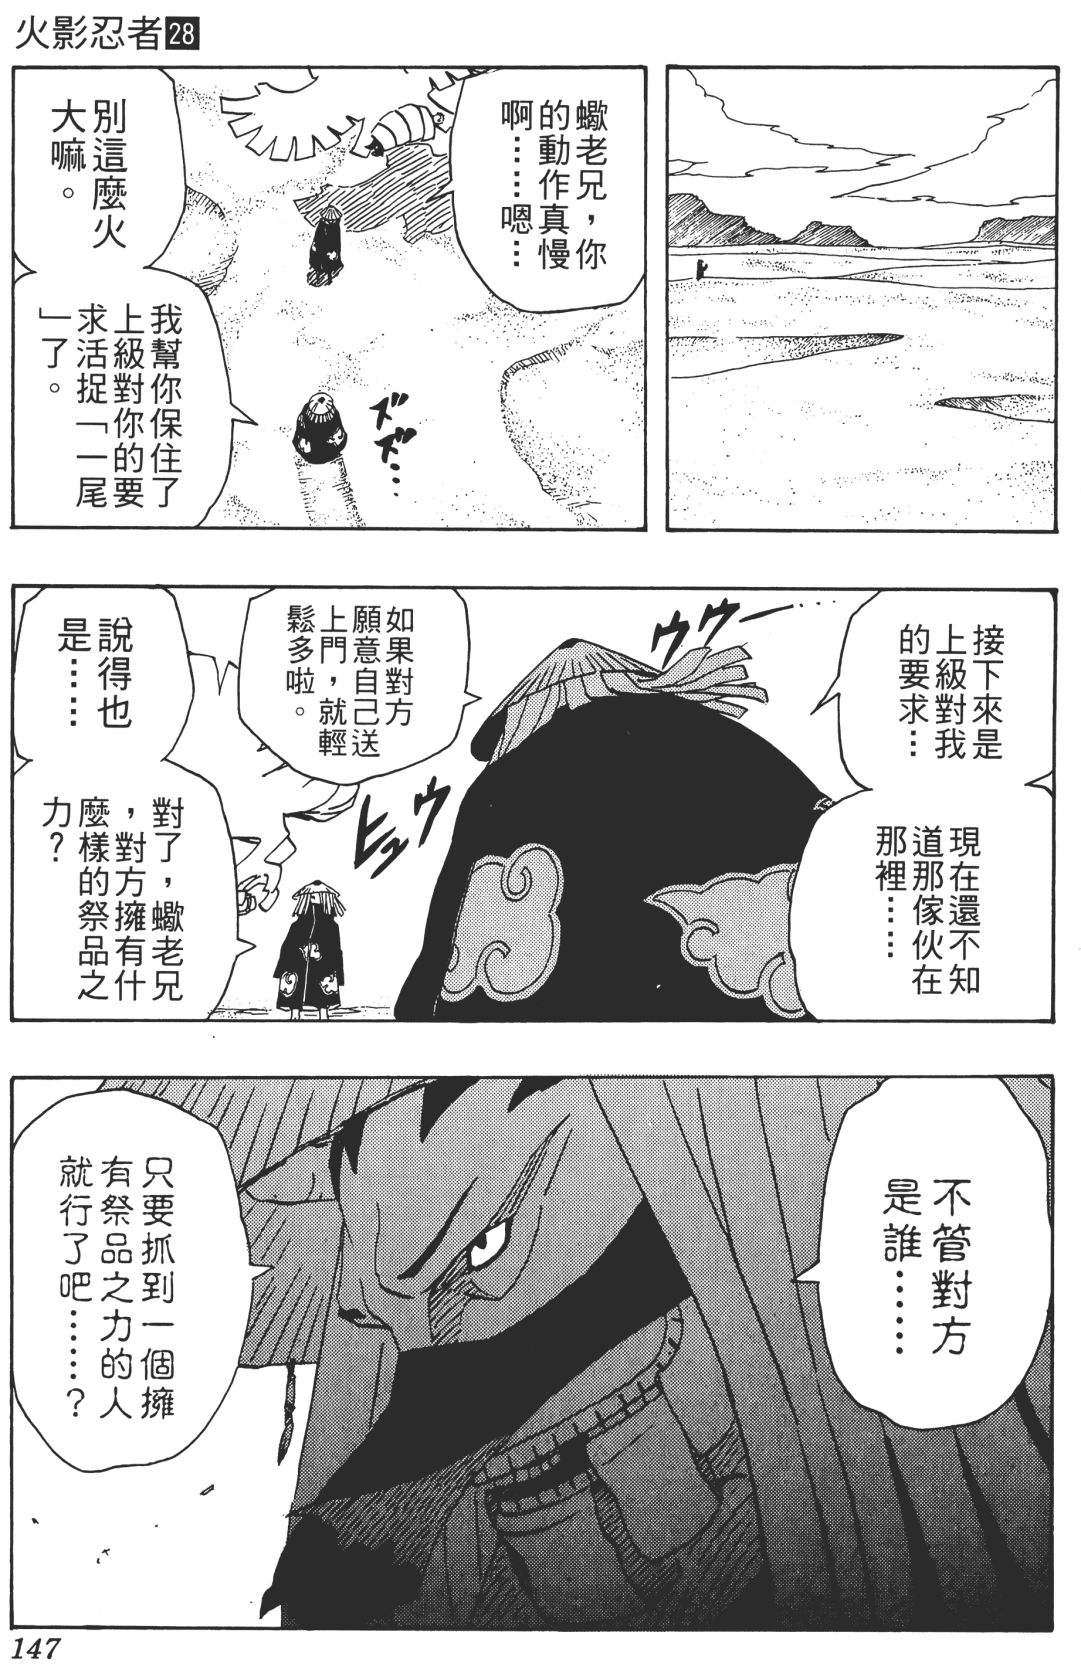 火影忍者28
蠍老兄，你
的動作真慢
啊⋯⋯嗯⋯
別這麼火
大嘛。
我幫你保住了
上級對你的要
求活捉「一尾
」了。
ズズ⋯
接下來是
上級對我
的要求⋯
現在還不知
道那傢伙在
那裡⋯⋯
ウウー
如果對方
願意自己送
上門，就輕
鬆多啦。
ヒュウ
說得也
是⋯⋯
對了，蠍老兄
，對方擁有什
麼樣的祭品之
力？
不管對方
是誰⋯⋯
只要抓到一個擁
有祭品之力的人
就行了吧⋯⋯？
147